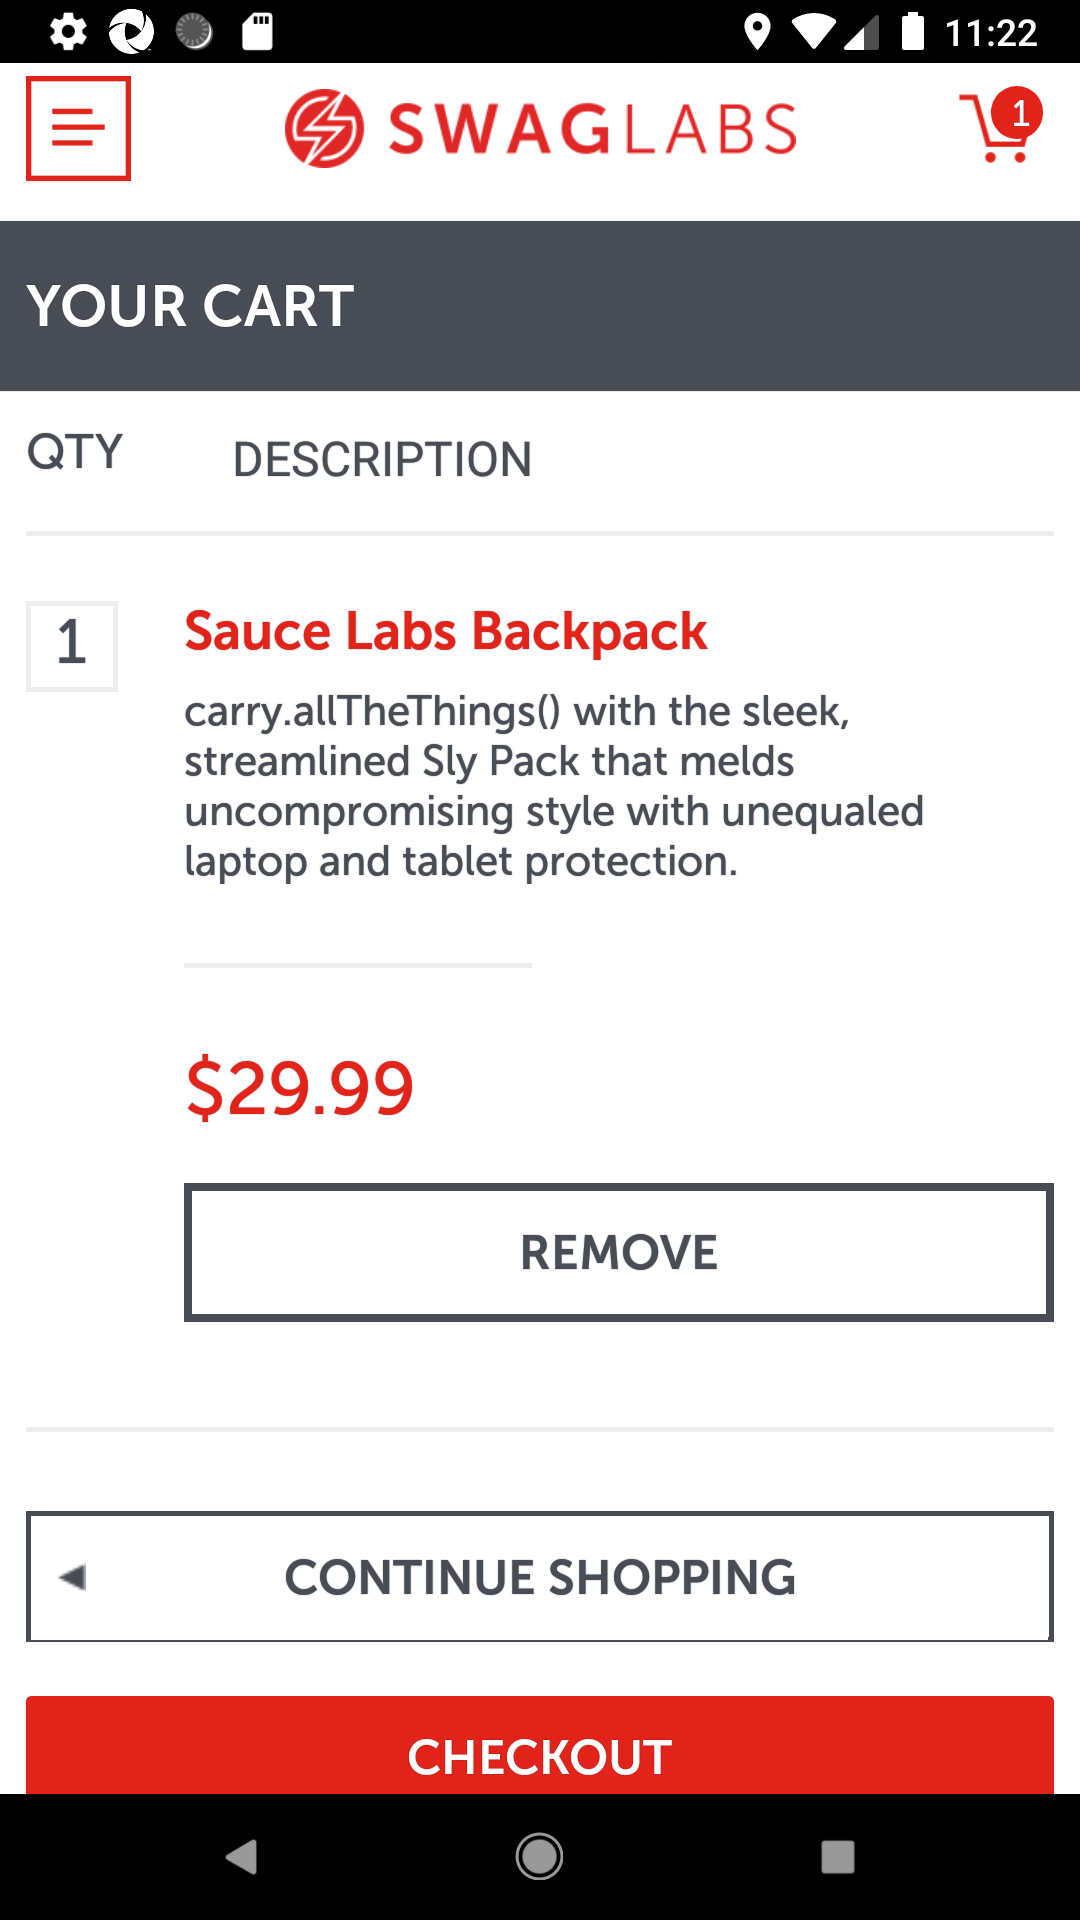 11:22
SWAGLABS
1
YOUR CART
QTY
DESCRIPTION
1
Sauce Labs Backpack
carry.allTheThings() with the sleek,
streamlined Sly Pack that melds
uncompromising style with unequaled
laptop and tablet protection.
$29.99
REMOVE
CONTINUE SHOPPING
CHECKOUT